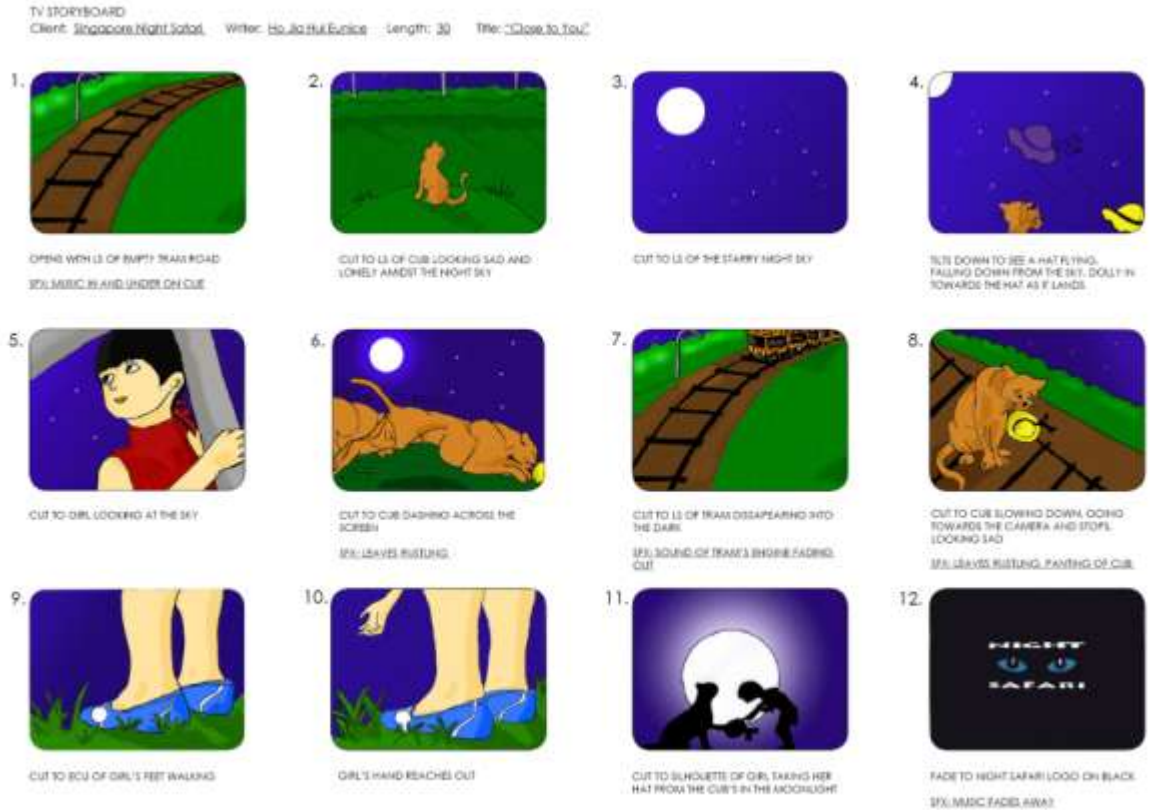 TV STORYBOARD
Client: Singapore Night Safari Writer: Ho Jia Hui Eunice Length: 30 Title: "Close to You"
1.
2.
3.
4.
OPENS WITH LS OF EMPTY TRAM ROAD
SFX: MUSIC IN AND UNDER ON CUE
CUT TO LS OF CUB LOOKING SAD AND
LONELY AMIDST THE NIGHT SKY
CUT TO LS OF THE STARRY NIGHT SKY
TILTS DOWN TO SEE A HAT FLYING,
FALLING DOWN FROM THE SKY. DOLLY IN
TOWARDS THE HAT AS IT LANDS
5.
6.
7.
8.
CUT TO GIRL LOOKING AT THE SKY
CUT TO CUB DASHING ACROSS THE
SCREEN
SFX: LEAVES RUSTLING.
CUT TO LS OF TRAM DISSAPEARING INTO
THE DARK
SFX: SOUND OF TRAM'S ENGINE FADING
OUT
CUT TO CUB SLOWING DOWN, GOING
TOWARDS THE CAMERA AND STOPS,
LOOKING SAD
SFX: LEAVES RUSTLING, PANTING OF CUB
9.
10.
11.
12.
NIGHT
SAFARI
CUT TO ECU OF GIRL'S FEET WALKING
GIRL'S HAND REACHES OUT
CUT TO SILHOUETTE OF GIRL TAKING HER
HAT FROM THE CUB'S IN THE MOONLIGHT
FADE TO NIGHT SAFARI LOGO ON BLACK
SFX: MUSIC FADES AWAY